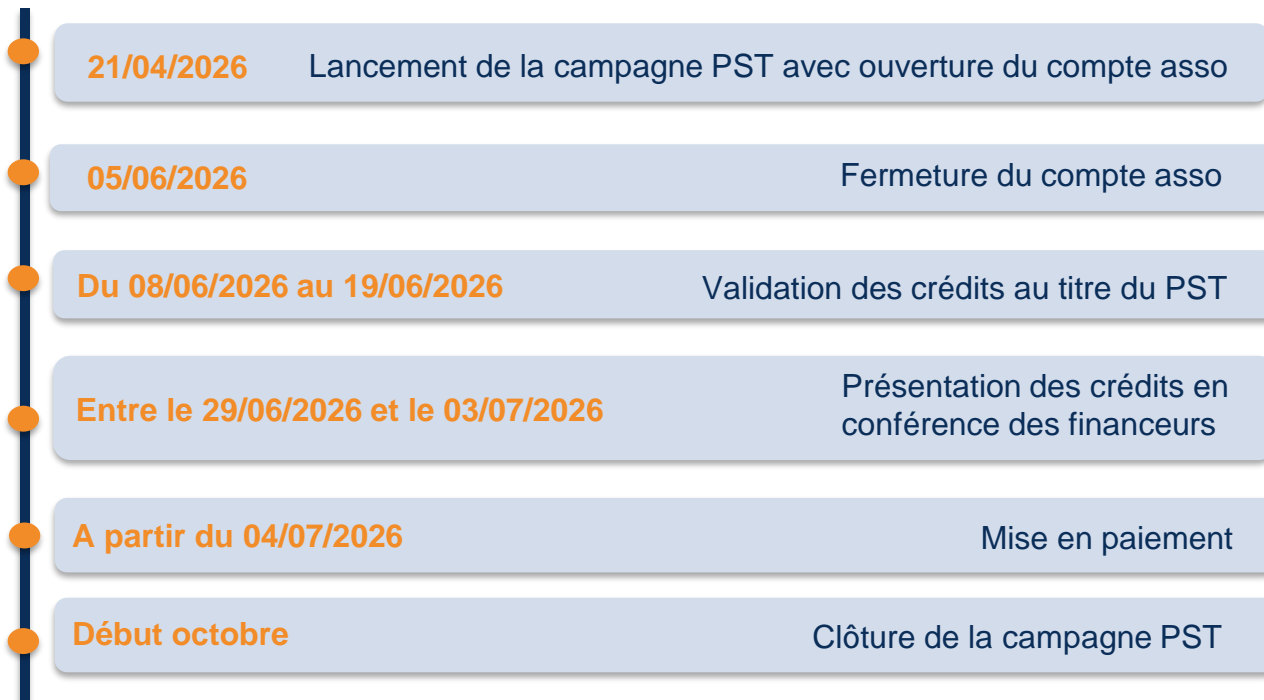 21/04/2026 Lancement de la campagne PST avec ouverture du compte asso
05/06/2026 Fermeture du compte asso
Du 08/06/2026 au 19/06/2026 Validation des crédits au titre du PST
Entre le 29/06/2026 et le 03/07/2026 Présentation des crédits en
conférence des financeurs
A partir du 04/07/2026 Mise en paiement
Début octobre Clôture de la campagne PST